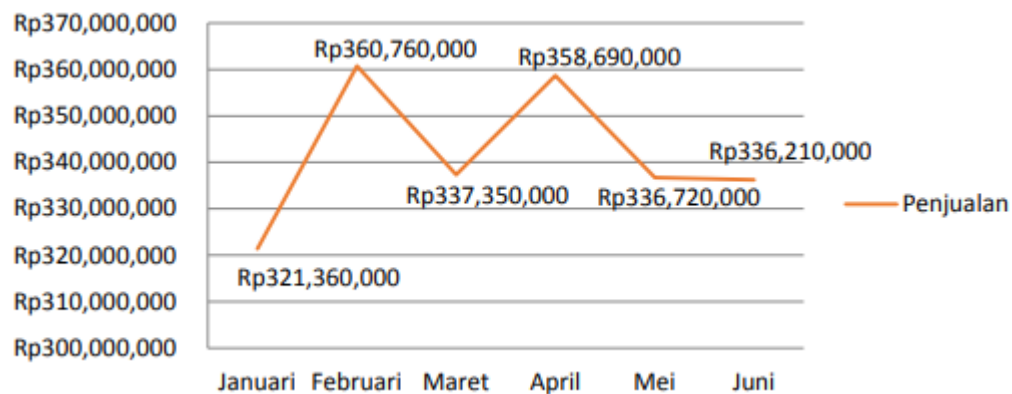 Rp370,000,000
Rp360,000,000
Rp350,000,000
Rp340,000,000
Rp330,000,000
Rp320,000,000
Rp310,000,000
Rp300,000,000
Rp321,360,000
Rp360,760,000
Rp337,350,000
Rp358,690,000
Rp336,720,000
Rp336,210,000
Januari Februari Maret April Mei Juni
Penjualan